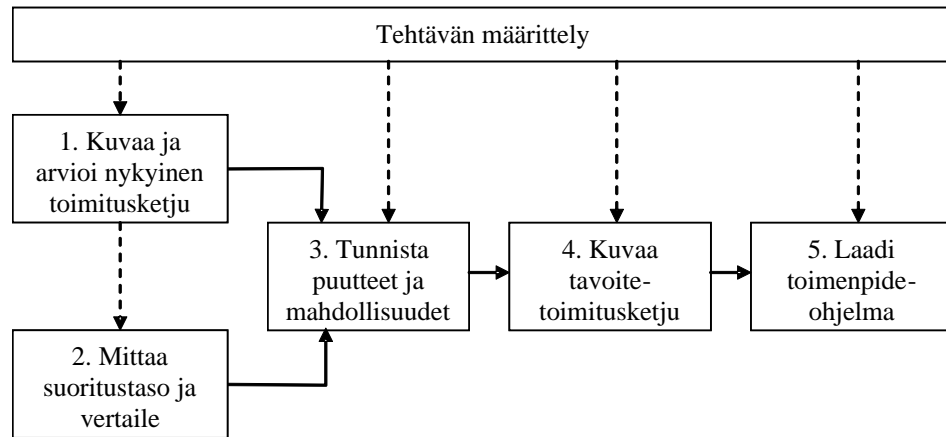 Tehtävän määrittely
1. Kuvaa ja
arvioi nykyinen
toimitusketju
2. Mittaa
suoritustaso ja
vertaile
3. Tunnista
puutteet ja
mahdollisuudet
4. Kuvaa
tavoite-
toimitusketju
5. Laadi
toimenpide-
ohjelma